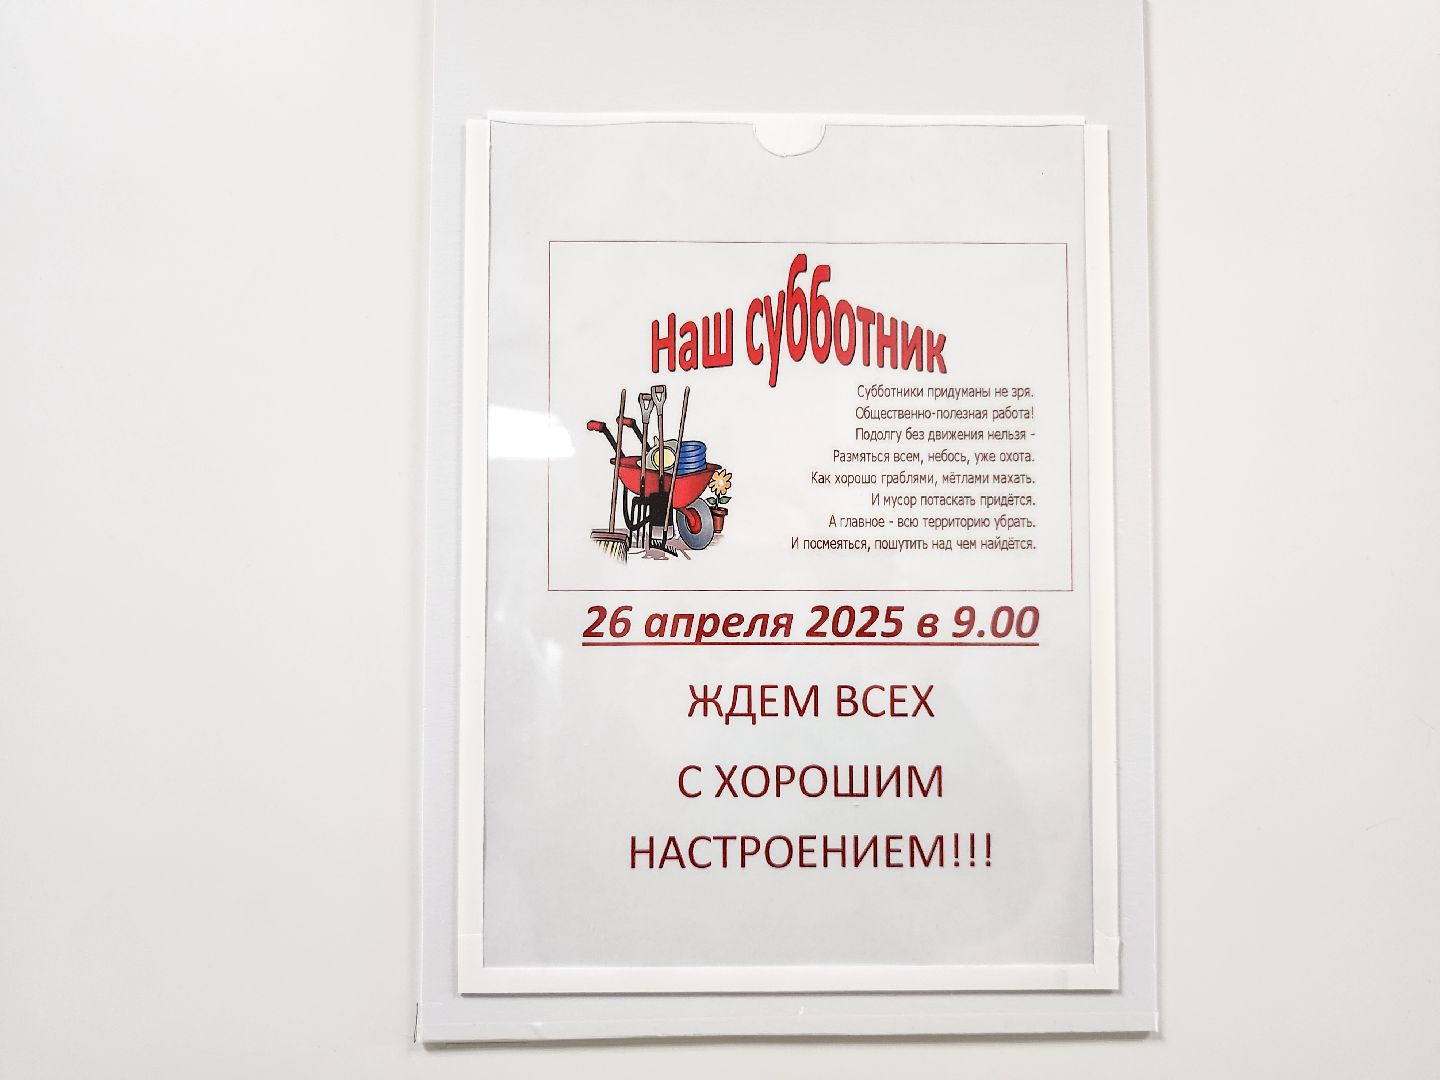 Наш субботник
Субботники придуманы не зря.
Общественно-полезная работа!
Подолгу без движения нельзя -
Размяться всем, небось, уже охота.
Как хорошо граблями, мётлами махать.
И мусор потаскать придётся.
А главное - всю территорию убрать.
И посмеяться, пошутить над чем найдётся.
26 апреля 2025 в 9.00
ЖДЕМ ВСЕХ
С ХОРОШИМ
НАСТРОЕНИЕМ!!!